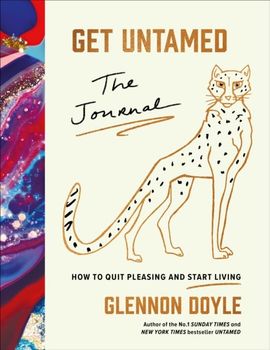 GET UNTAMED
The
Journal
HOW TO QUIT PLEASING AND START LIVING
GLENNON DOYLE
Author of the No.1 SUNDAY TIMES and
NEW YORK TIMES bestseller UNTAMED